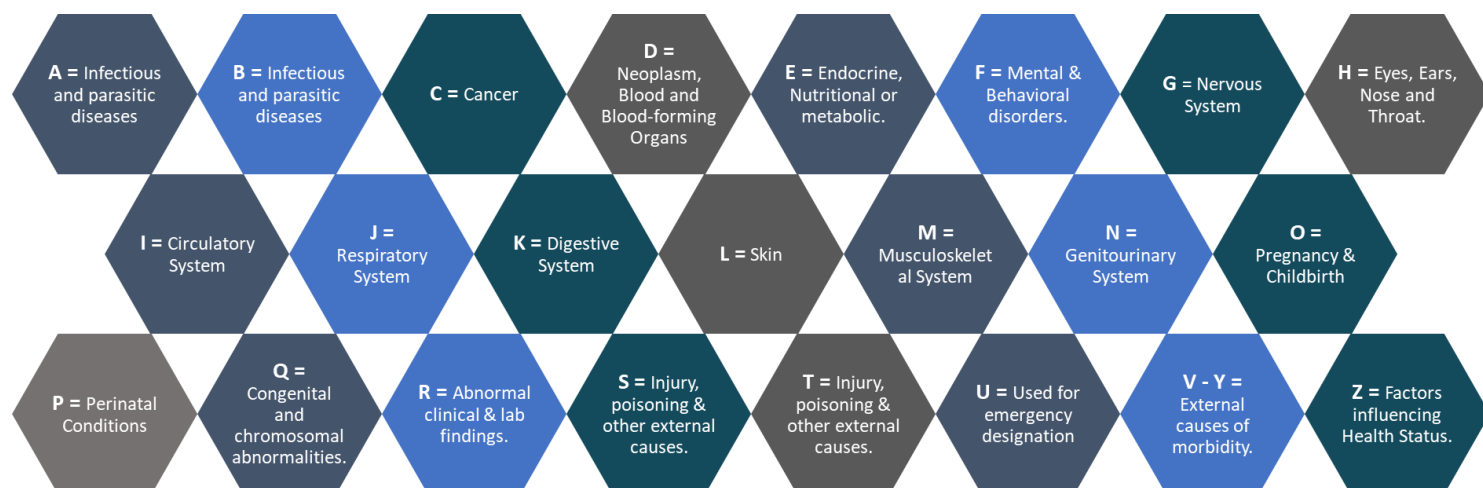 A = Infectious
and parasitic
diseases
B = Infectious
and parasitic
diseases
C = Cancer
D =
Neoplasm,
Blood and
Blood-forming
Organs
E = Endocrine,
Nutritional or
metabolic.
F = Mental &
Behavioral
disorders.
G = Nervous
System
H = Eyes, Ears,
Nose and
Throat.
I = Circulatory
System
J =
Respiratory
System
K = Digestive
System
L = Skin
M =
Musculoskelet
al System
N =
Genitourinary
System
O =
Pregnancy &
Childbirth
P = Perinatal
Conditions
Q =
Congenital
and
chromosomal
abnormalities.
R = Abnormal
clinical & lab
findings.
S = Injury,
poisoning &
other external
causes.
T = Injury,
poisoning &
other external
causes.
U = Used for
emergency
designation
V - Y =
External
causes of
morbidity.
Z = Factors
influencing
Health Status.